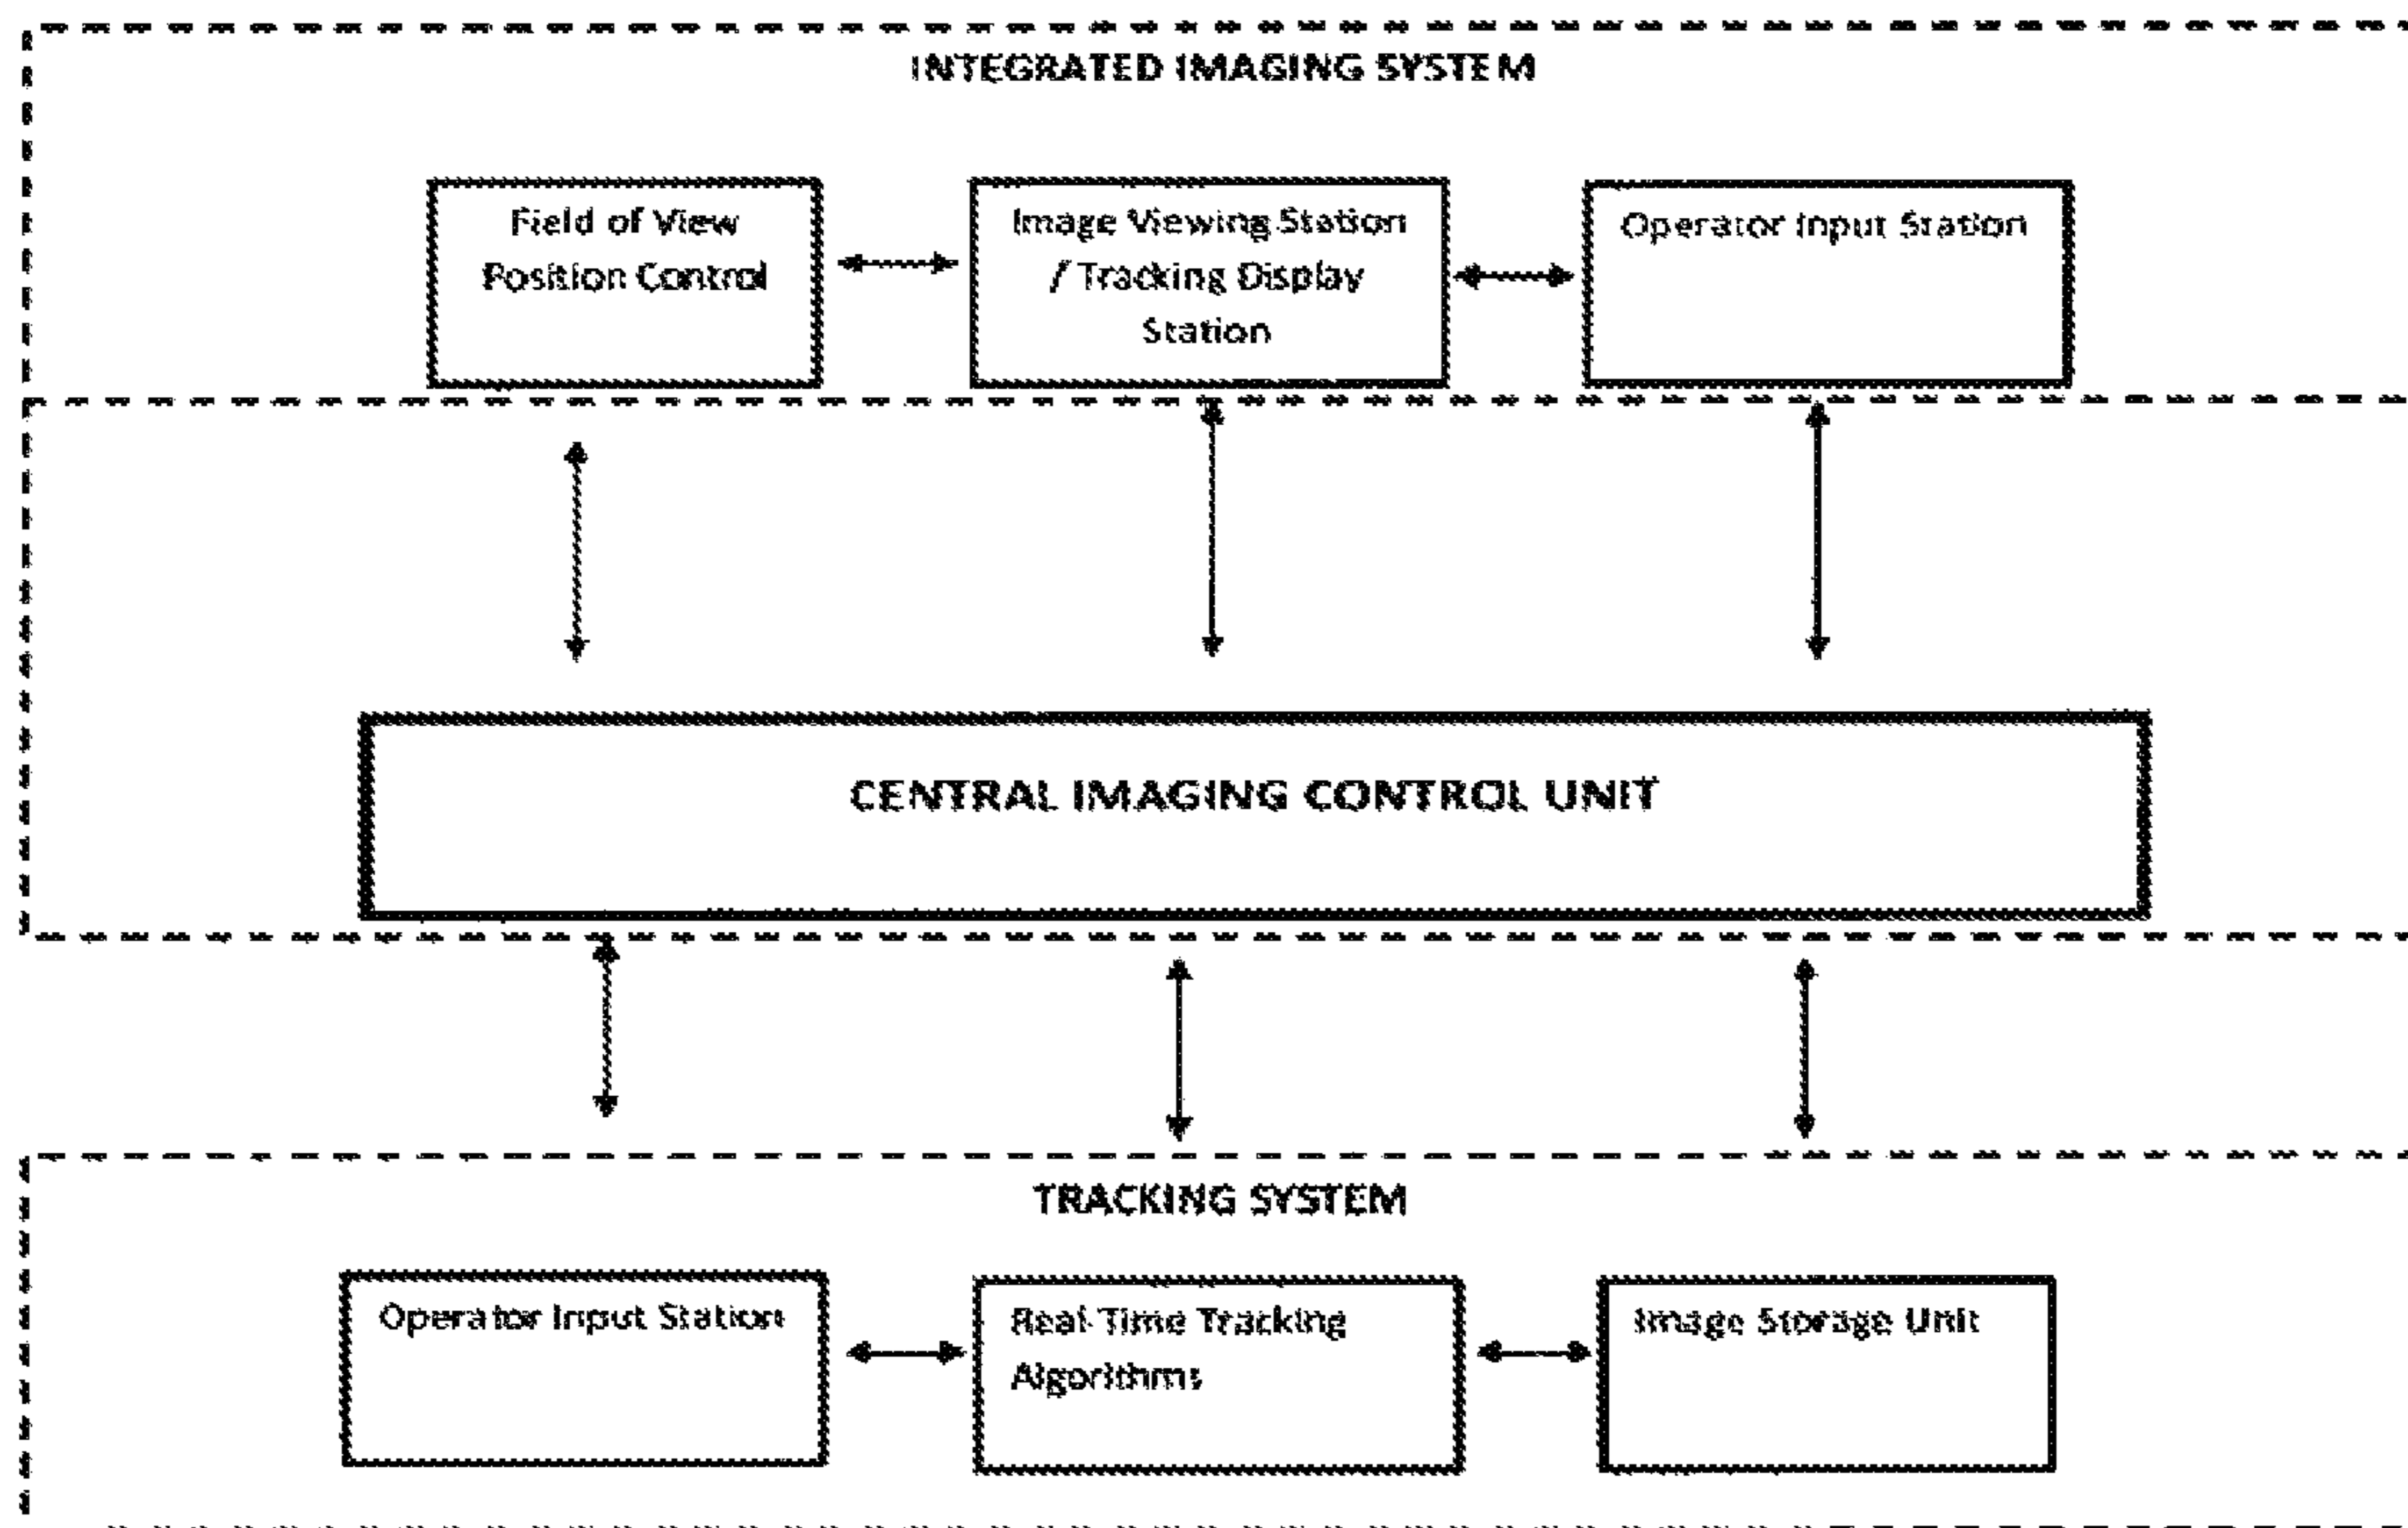 INTEGRATED IMAGING SYSTEM
Field of View
Position Control
Image Viewing Station
/ Tracking Display
Station
Operator Input Station
CENTRAL IMAGING CONTROL UNIT
TRACKING SYSTEM
Operator Input Station
Real-Time Tracking
Algorithms
Image Storage Unit